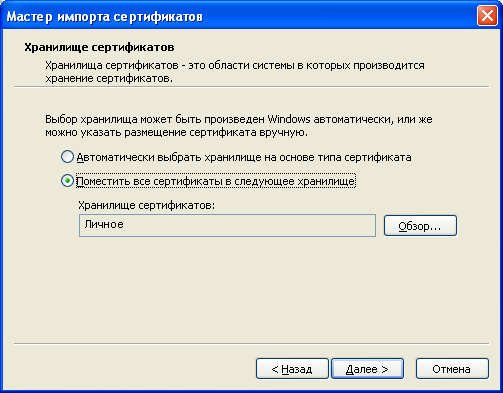 Мастер импорта сертификатов
Хранилище сертификатов
Хранилища сертификатов - это области системы в которых производится
хранение сертификатов.
Выбор хранилища может быть произведен Windows автоматически, или же
можно указать размещение сертификата вручную.
Автоматически выбрать хранилище на основе типа сертификата
Поместить все сертификаты в следующее хранилище
Хранилище сертификатов:
Личное
Обзор...
< Назад
Далее >
Отмена